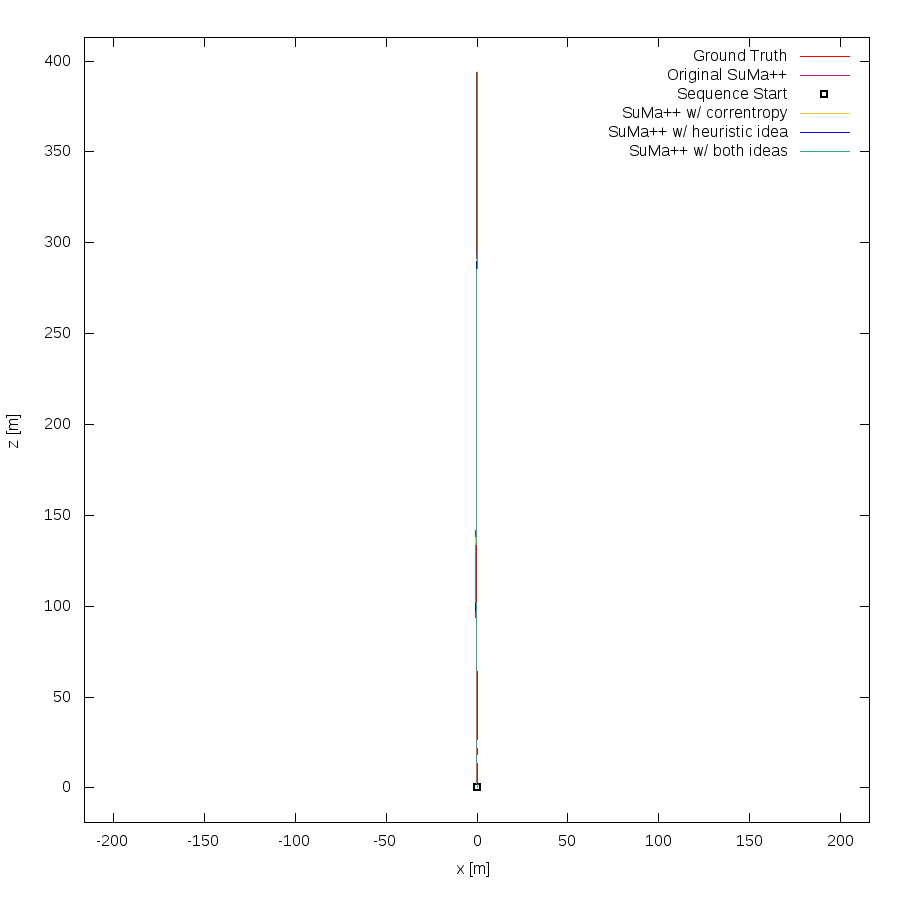 400
350
300
250
200
150
100
50
0
z [m]
-200 -150 -100 -50 0 50 100 150 200
x [m]
Ground Truth
Original SuMa++
Sequence Start
SuMa++ w/ correntropy
SuMa++ w/ heuristic idea
SuMa++ w/ both ideas